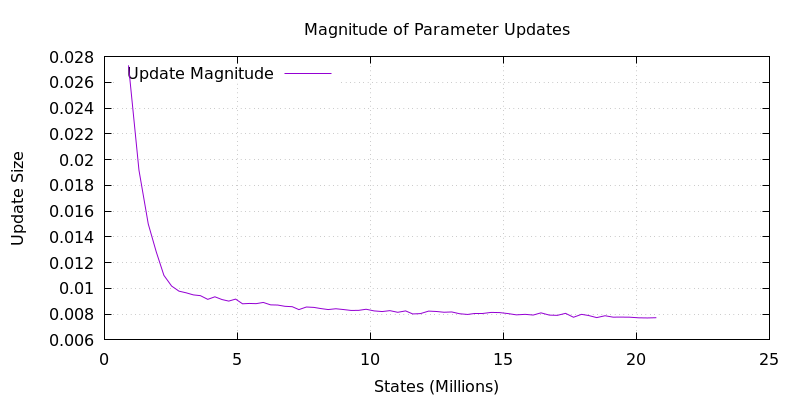 Magnitude of Parameter Updates
Update Magnitude
Update Size
0.028
0.026
0.024
0.022
0.02
0.018
0.016
0.014
0.012
0.01
0.008
0.006
0 5 10 15 20 25
States (Millions)